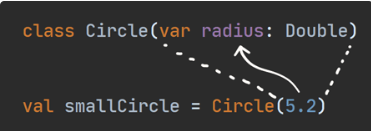 class Circle(var radius: Double)
val smallCircle = Circle(5.2)